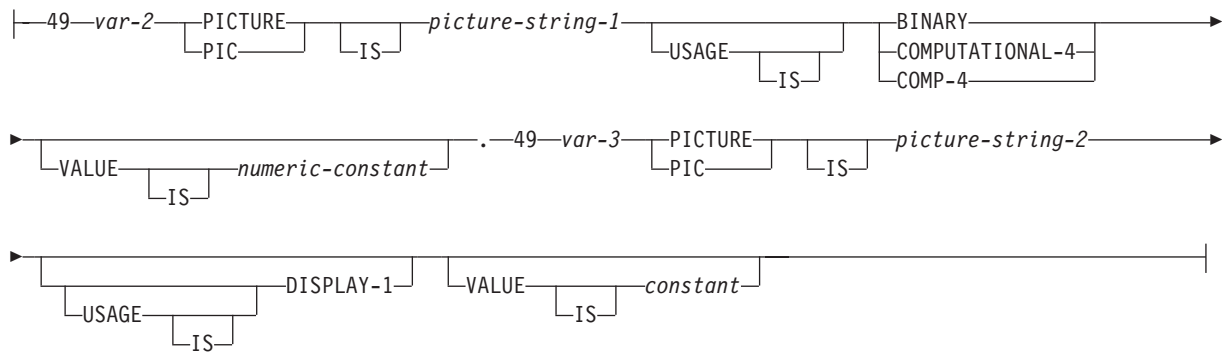 49 var-2 PICTURE IS picture-string-1 USAGE IS BINARY
PIC COMPUTATIONAL-4
COMP-4
VALUE IS numeric-constant . 49 var-3 PICTURE IS picture-string-2
PIC
USAGE IS DISPLAY-1 VALUE IS constant